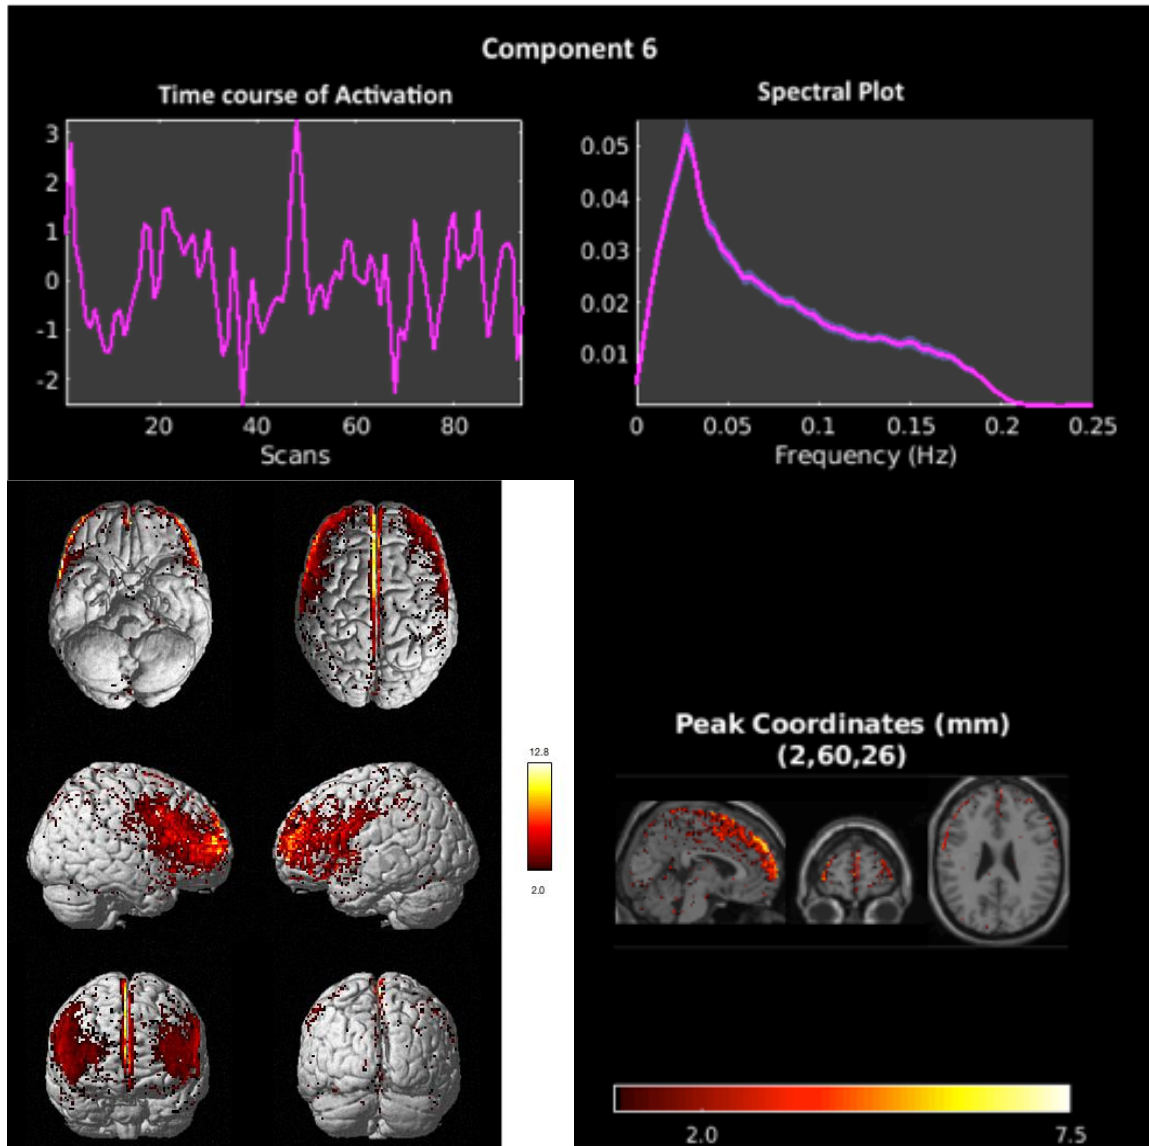 Component 6
Time course of Activation
3
2
1
0
-1
-2
20 40 60 80
Scans
Spectral Plot
0.05
0.04
0.03
0.02
0.01
0 0.05 0.1 0.15 0.2 0.25
Frequency (Hz)
12.8
2.0
Peak Coordinates (mm)
(2,60,26)
2.0 7.5